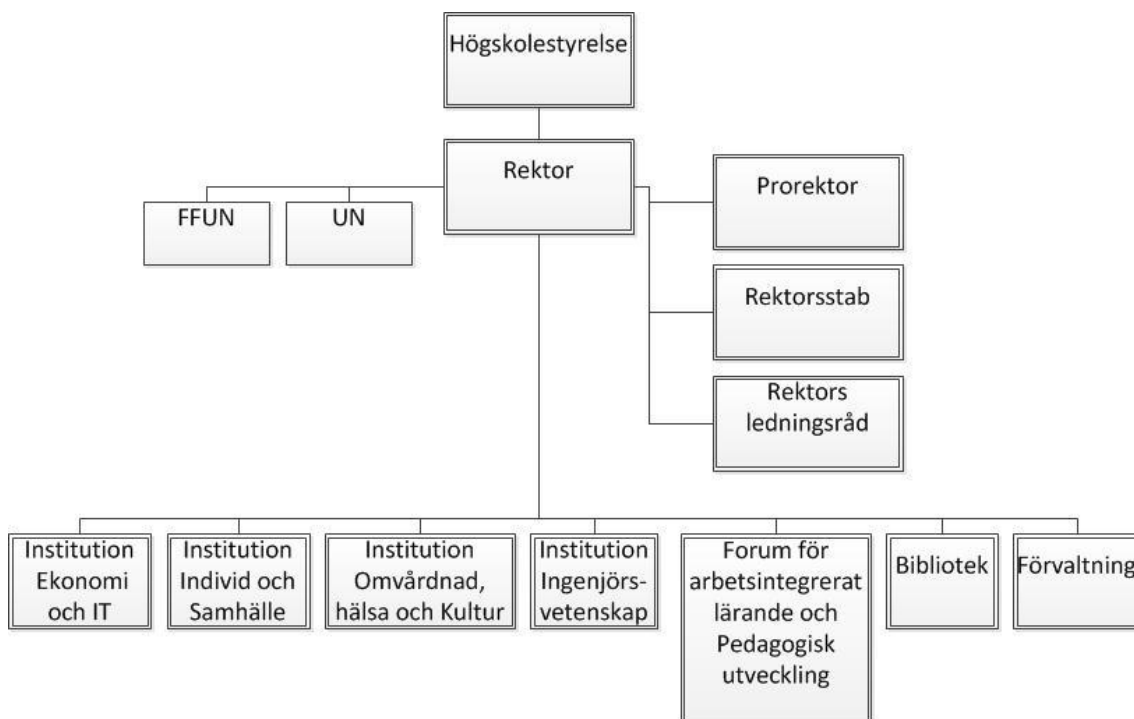 Högskolestyrelse
Rektor
FFUN
UN
Prorektor
Rektorsstab
Rektors
ledningsråd
Institution
Ekonomi
och IT
Institution
Individ och
Samhälle
Institution
Omvårdnad,
hälsa och Kultur
Institution
Ingenjörs-
vetenskap
Forum för
arbetsintegrerat
lärande och
Pedagogisk
utveckling
Bibliotek
Förvaltning